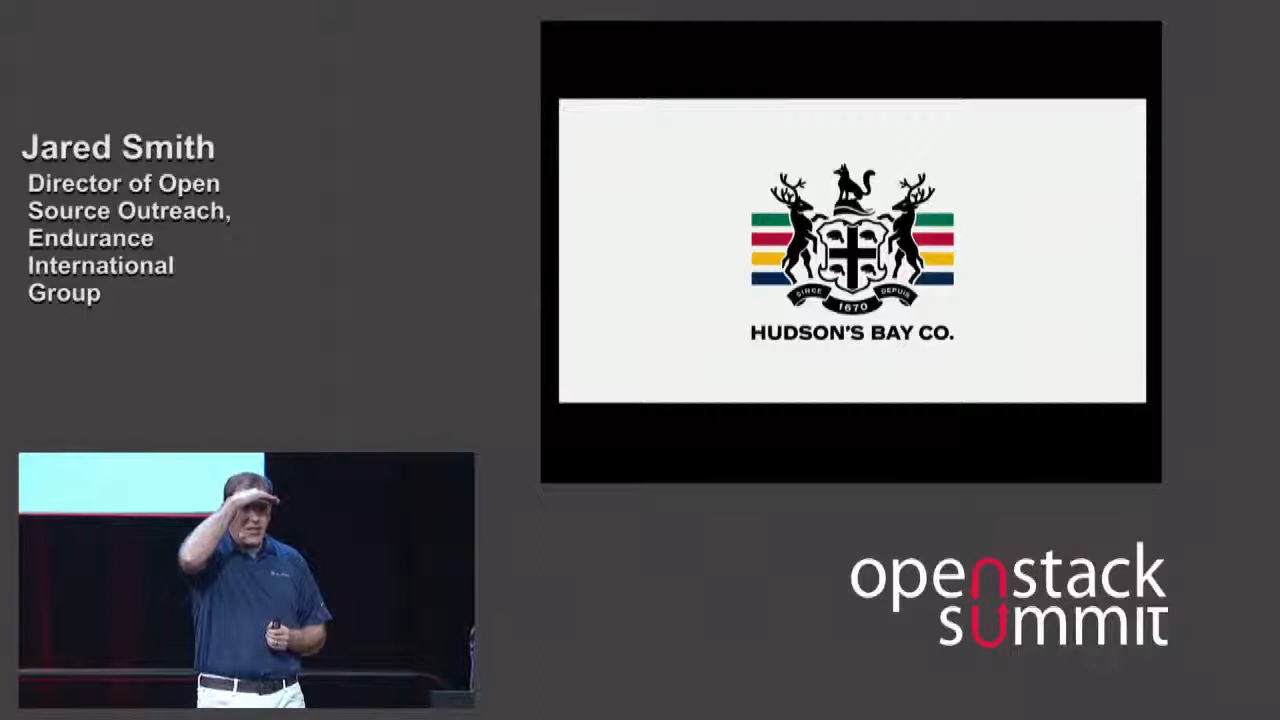 Jared Smith
Director of Open
Source Outreach,
Endurance
International
Group
SINCE 1670 DEPUIS
HUDSON'S BAY CO.
openstack
summit